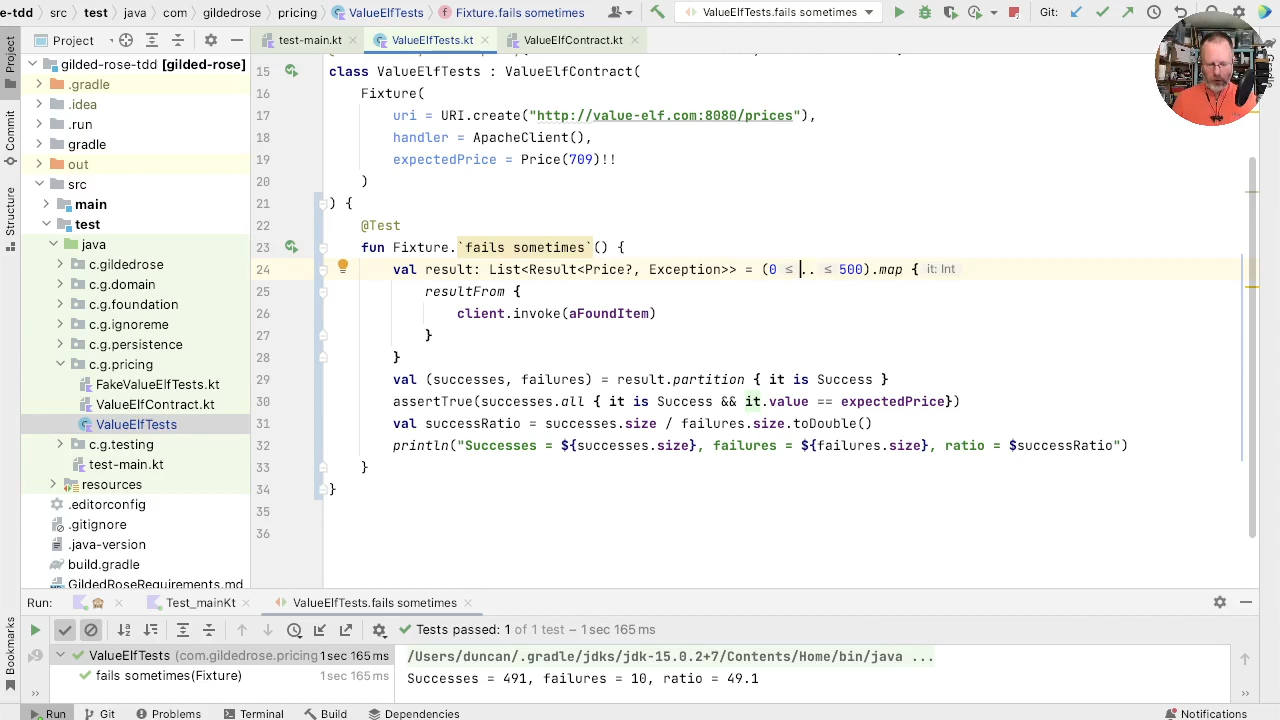 -tdd
src
test
java
com
gildedrose
pricing
ValueElfTests
Fixture.fails sometimes
ValueElfTests.fails sometimes
Git:
Project
test-main.kt
ValueElfTests.kt
ValueElfContract.kt
Project
Commit
Structure
Bookmarks
gilded-rose-tdd [gilded-rose]
.gradle
.idea
.run
gradle
out
src
main
test
java
c.gildedrose
c.g.domain
c.g.foundation
c.g.ignoreme
c.g.persistence
c.g.pricing
FakeValueElfTests.kt
ValueElfContract.kt
ValueElfTests
c.g.testing
test-main.kt
resources
.editorconfig
.gitignore
.java-version
build.gradle
GildedRoseRequirements.md
15 class ValueElfTests : ValueElfContract(
16 Fixture(
17 uri = URI.create("http://value-elf.com:8080/prices"),
18 handler = ApacheClient(),
19 expectedPrice = Price(709)!!
20 )
21 ) {
22 @Test
23 fun Fixture.`fails sometimes`() {
24 val result: List<Result<Price?, Exception>> = (0 ≤ .. ≤ 500).map { it: Int
25 resultFrom {
26 client.invoke(aFoundItem)
27 }
28 }
29 val (successes, failures) = result.partition { it is Success }
30 assertTrue(successes.all { it is Success && it.value == expectedPrice})
31 val successRatio = successes.size / failures.size.toDouble()
32 println("Successes = ${successes.size}, failures = ${failures.size}, ratio = $successRatio")
33 }
34 }
35
36
Run:
Test_mainKt
ValueElfTests.fails sometimes
Tests passed: 1 of 1 test – 1 sec 165 ms
ValueElfTests (com.gildedrose.pricing 1 sec 165 ms
fails sometimes(Fixture) 1 sec 165 ms
/Users/duncan/.gradle/jdks/jdk-15.0.2+7/Contents/Home/bin/java ...
Successes = 491, failures = 10, ratio = 49.1
Run
Git
Problems
Terminal
Build
Dependencies
Notifications